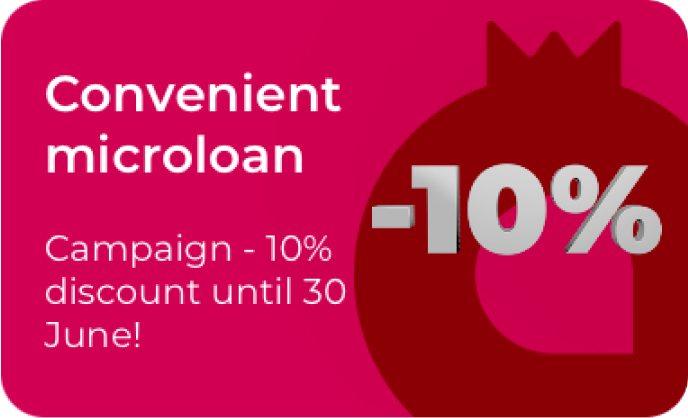 Convenient
microloan
-10%
Campaign - 10%
discount until 30
June!